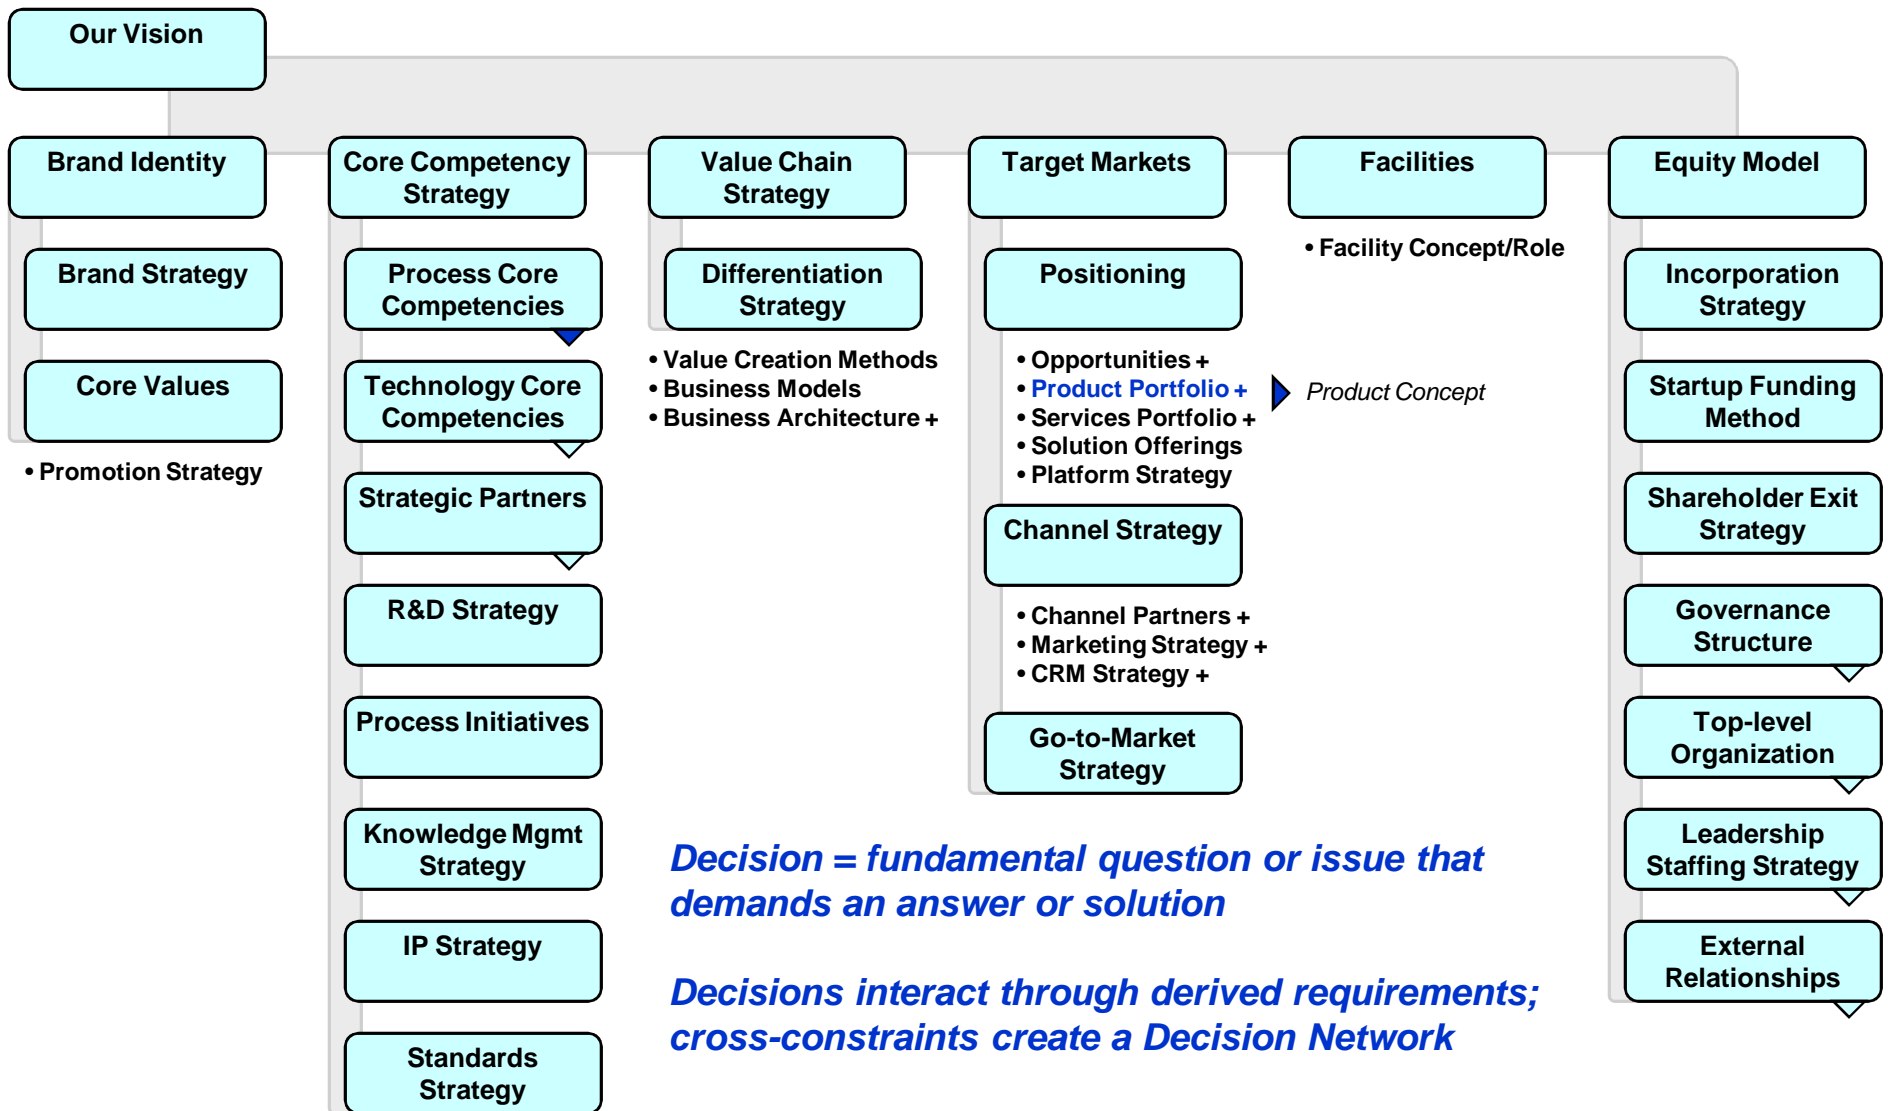 Our Vision
Brand Identity
Brand Strategy
Core Values
• Promotion Strategy
Core Competency
Strategy
Process Core
Competencies
Technology Core
Competencies
Strategic Partners
R&D Strategy
Process Initiatives
Knowledge Mgmt
Strategy
IP Strategy
Standards
Strategy
Value Chain
Strategy
Differentiation
Strategy
• Value Creation Methods
• Business Models
• Business Architecture +
Target Markets
Positioning
• Opportunities +
• Product Portfolio +
Product Concept
• Services Portfolio +
• Solution Offerings
• Platform Strategy
Channel Strategy
• Channel Partners +
• Marketing Strategy +
• CRM Strategy +
Go-to-Market
Strategy
Facilities
• Facility Concept/Role
Equity Model
Incorporation
Strategy
Startup Funding
Method
Shareholder Exit
Strategy
Governance
Structure
Top-level
Organization
Leadership
Staffing Strategy
External
Relationships
Decision = fundamental question or issue that
demands an answer or solution
Decisions interact through derived requirements;
cross-constraints create a Decision Network